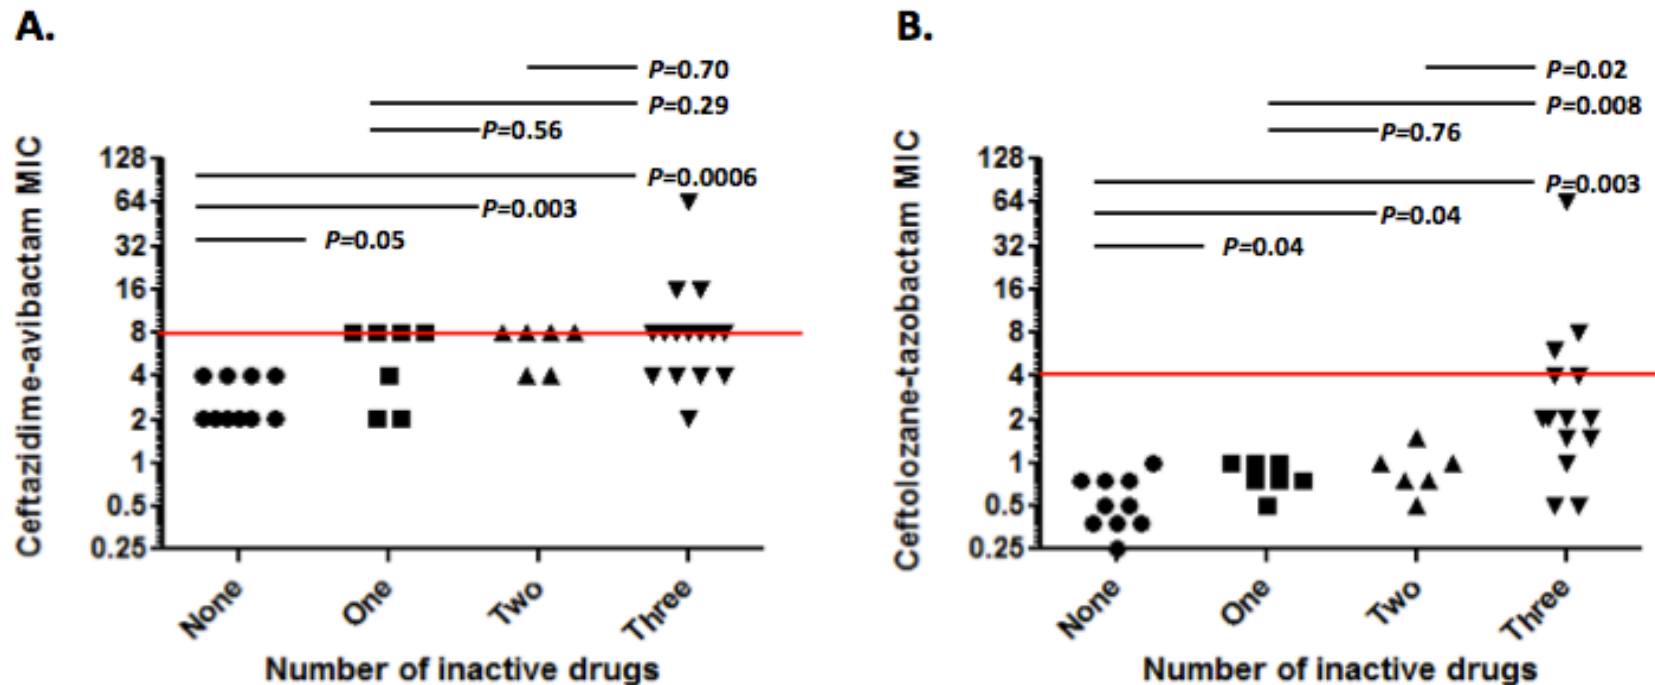 A.
P=0.70
P=0.29
P=0.56
P=0.0006
P=0.003
P=0.05
Ceftazidime-avibactam MIC
128
64
32
16
8
4
2
1
0.5
0.25
None
One
Two
Three
Number of inactive drugs
B.
P=0.02
P=0.008
P=0.76
P=0.003
P=0.04
P=0.04
Ceftolozane-tazobactam MIC
128
64
32
16
8
4
2
1
0.5
0.25
None
One
Two
Three
Number of inactive drugs